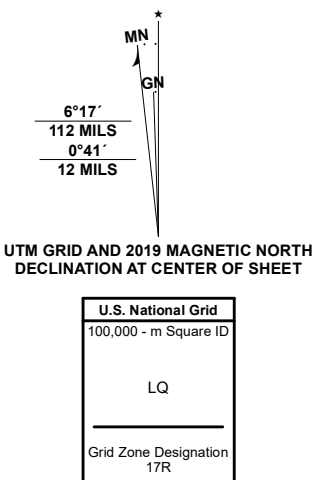 ★
MN
GN
6°17´
112 MILS
0°41´
12 MILS
UTM GRID AND 2019 MAGNETIC NORTH
DECLINATION AT CENTER OF SHEET
U.S. National Grid
100,000 - m Square ID
LQ
Grid Zone Designation
17R